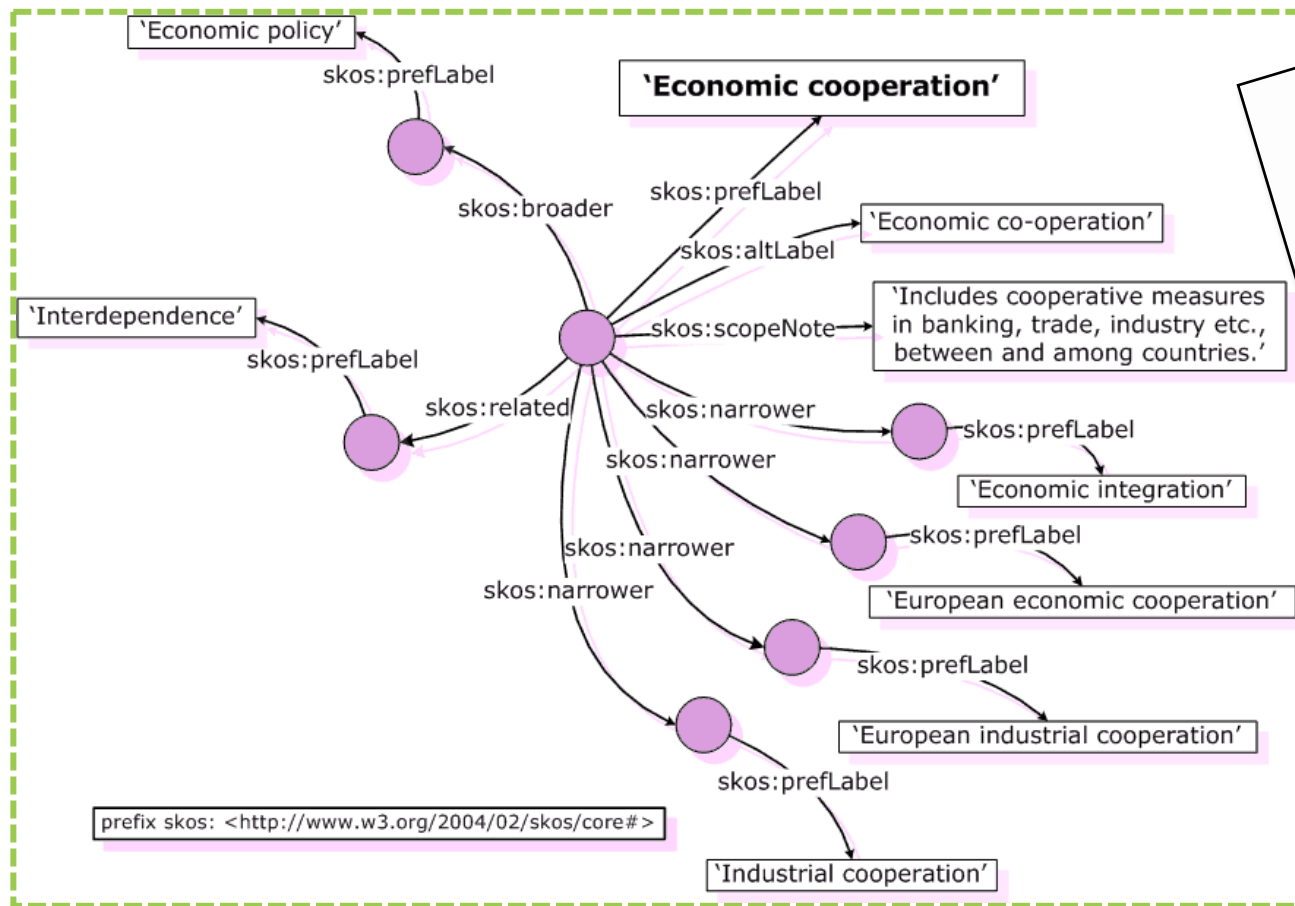 ‘Economic policy’
skos:prefLabel
‘Economic cooperation’
skos:prefLabel
skos:broader
‘Economic co-operation’
skos:altLabel
‘Includes cooperative measures
in banking, trade, industry etc.,
between and among countries.’
skos:scopeNote
‘Interdependence’
skos:prefLabel
skos:related
skos:narrower
skos:prefLabel
‘Economic integration’
skos:narrower
skos:prefLabel
‘European economic cooperation’
skos:narrower
skos:prefLabel
‘European industrial cooperation’
skos:narrower
skos:prefLabel
‘Industrial cooperation’
prefix skos: <http://www.w3.org/2004/02/skos/core#>